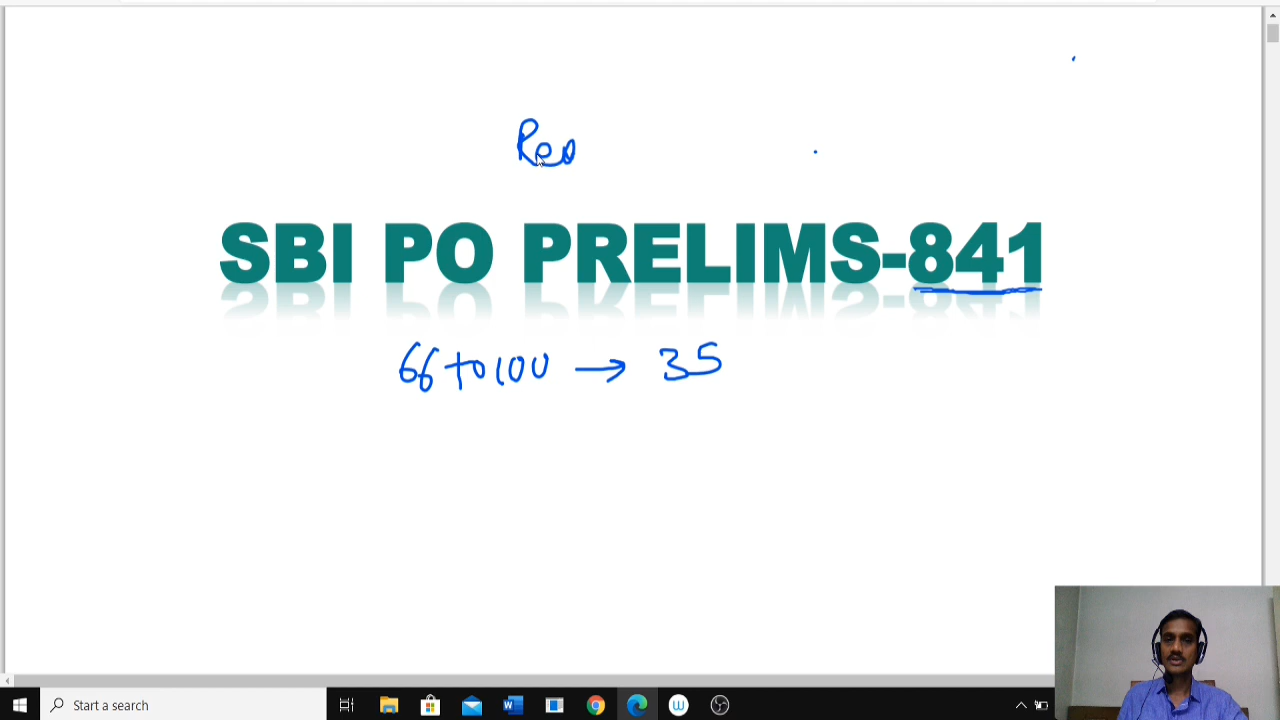 Rea
SBI PO PRELIMS-841
66 to 100 → 35
Start a search